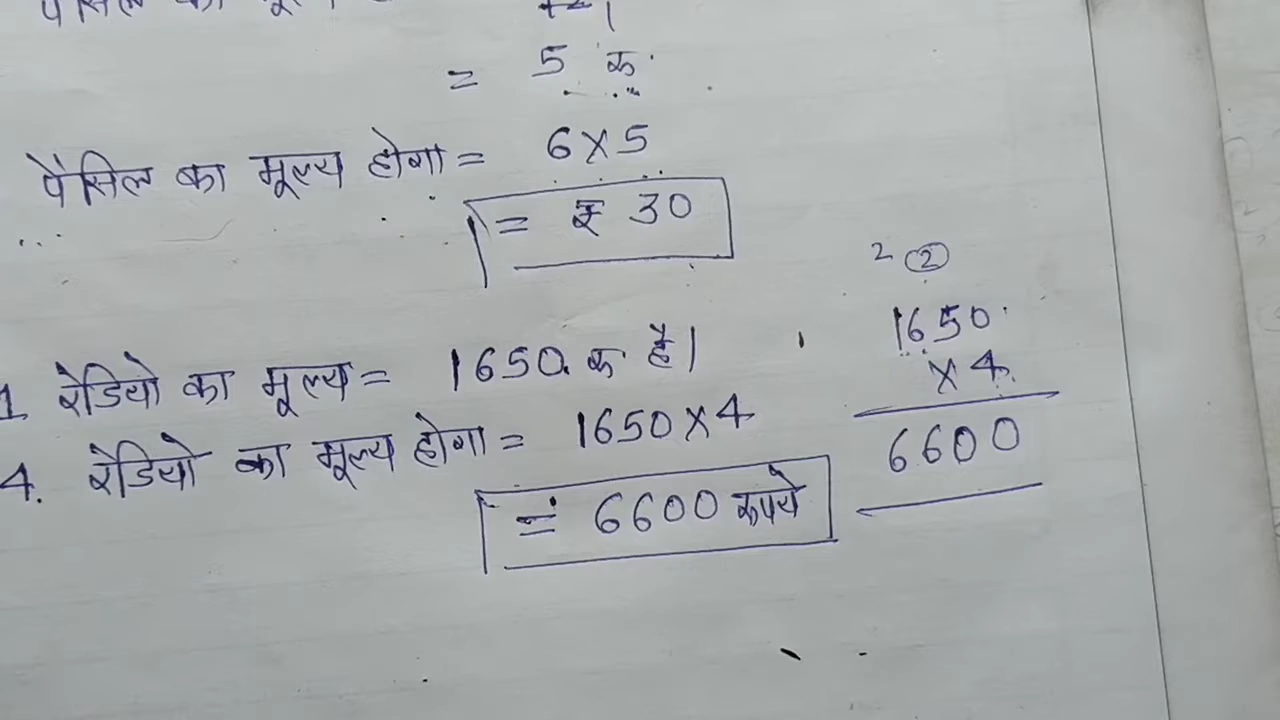 = 5 रु
पैंसिल का मूल्य होगा = 6×5
= ₹ 30
1 रेडियो का मूल्य = 1650 रु है।
4. रेडियो का मूल्य होगा = 1650×4
= 6600 रुपये
2 2
1650
×4
6600